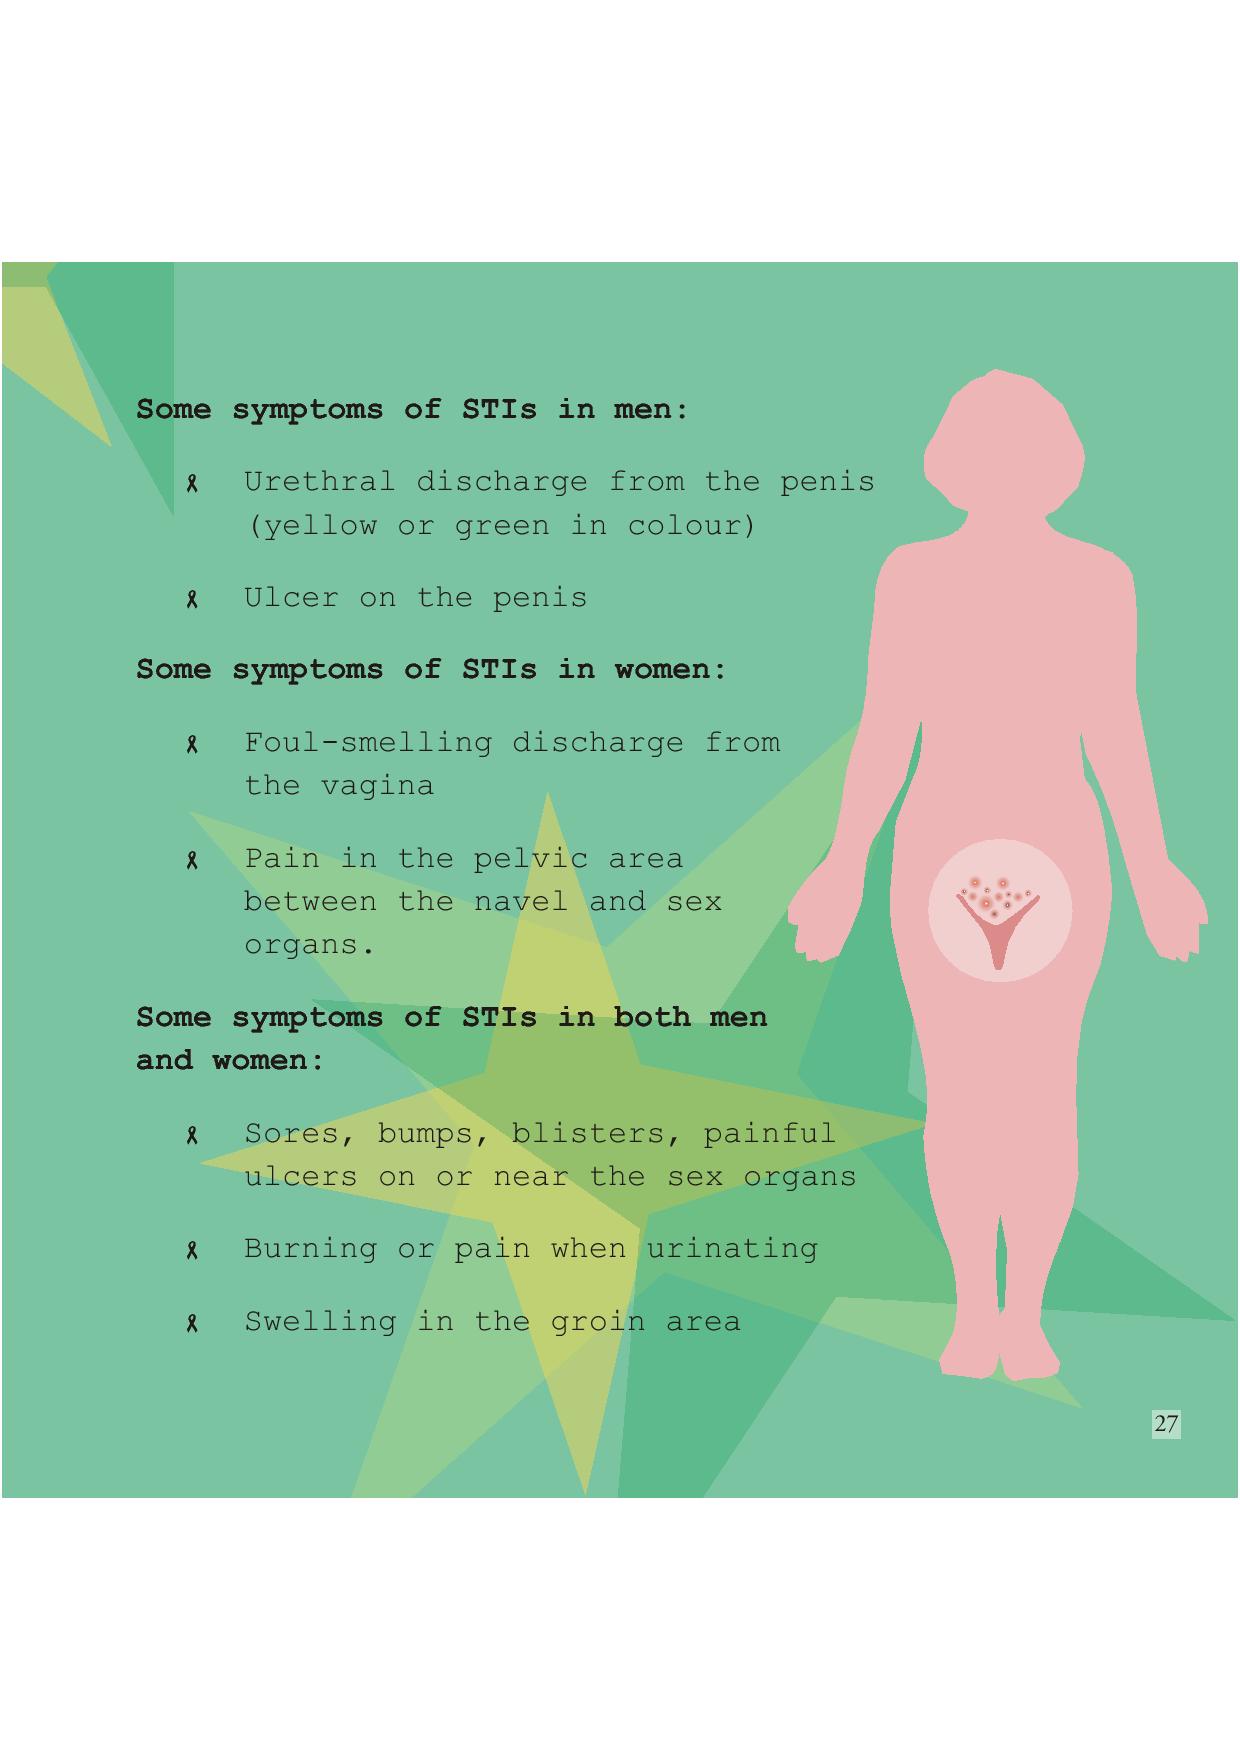 Some symptoms of STIs in men:
Urethral discharge from the penis
(yellow or green in colour)
Ulcer on the penis
Some symptoms of STIs in women:
Foul-smelling discharge from
the vagina
Pain in the pelvic area
between the navel and sex
organs.
Some symptoms of STIs in both men
and women:
Sores, bumps, blisters, painful
ulcers on or near the sex organs
Burning or pain when urinating
Swelling in the groin area
27